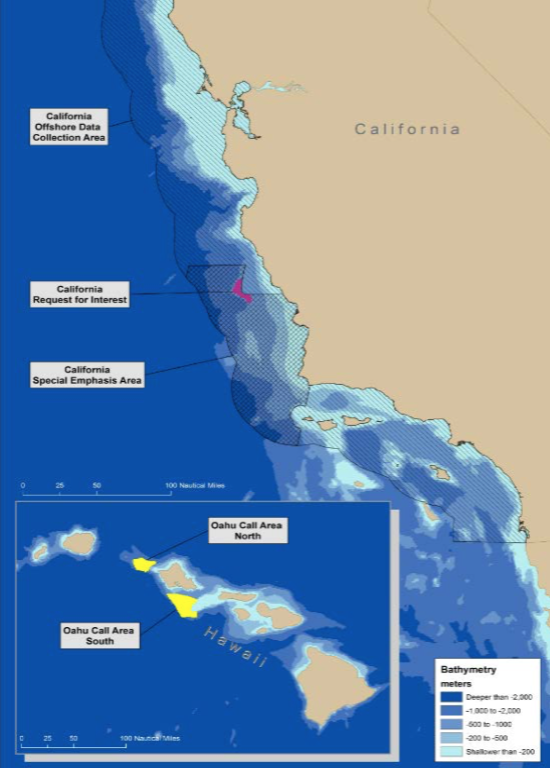 California
Offshore Data
Collection Area
California
California
Request for Interest
California
Special Emphasis Area
0 25 50 100 Nautical Miles
Oahu Call Area
North
Oahu Call Area
South
Hawaii
0 25 50 100 Nautical Miles
Bathymetry
meters
Deeper than -2,000
-1,000 to -2,000
-500 to -1000
-200 to -500
Shallower than -200